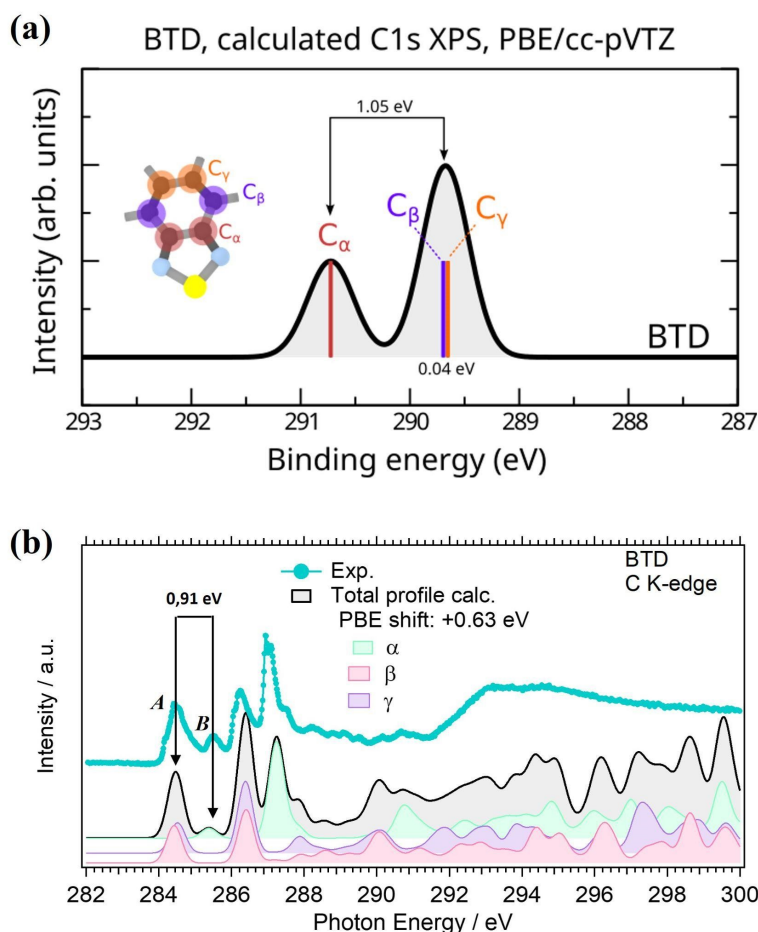 (a)
BTD, calculated C1s XPS, PBE/cc-pVTZ
Intensity (arb. units)
1.05 eV
Cγ
Cβ
Cα
Cα
Cβ Cγ
BTD
0.04 eV
293 292 291 290 289 288 287
Binding energy (eV)
(b)
BTD
C K-edge
0,91 eV
Exp.
Total profile calc.
PBE shift: +0.63 eV
α
β
γ
A
B
Intensity / a.u.
282 284 286 288 290 292 294 296 298 300
Photon Energy / eV